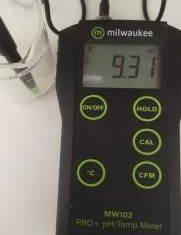 m milwaukee
9.31
ON/OFF
HOLD
CAL
°C
CFM
MW102
PRO+ pH/Temp Meter